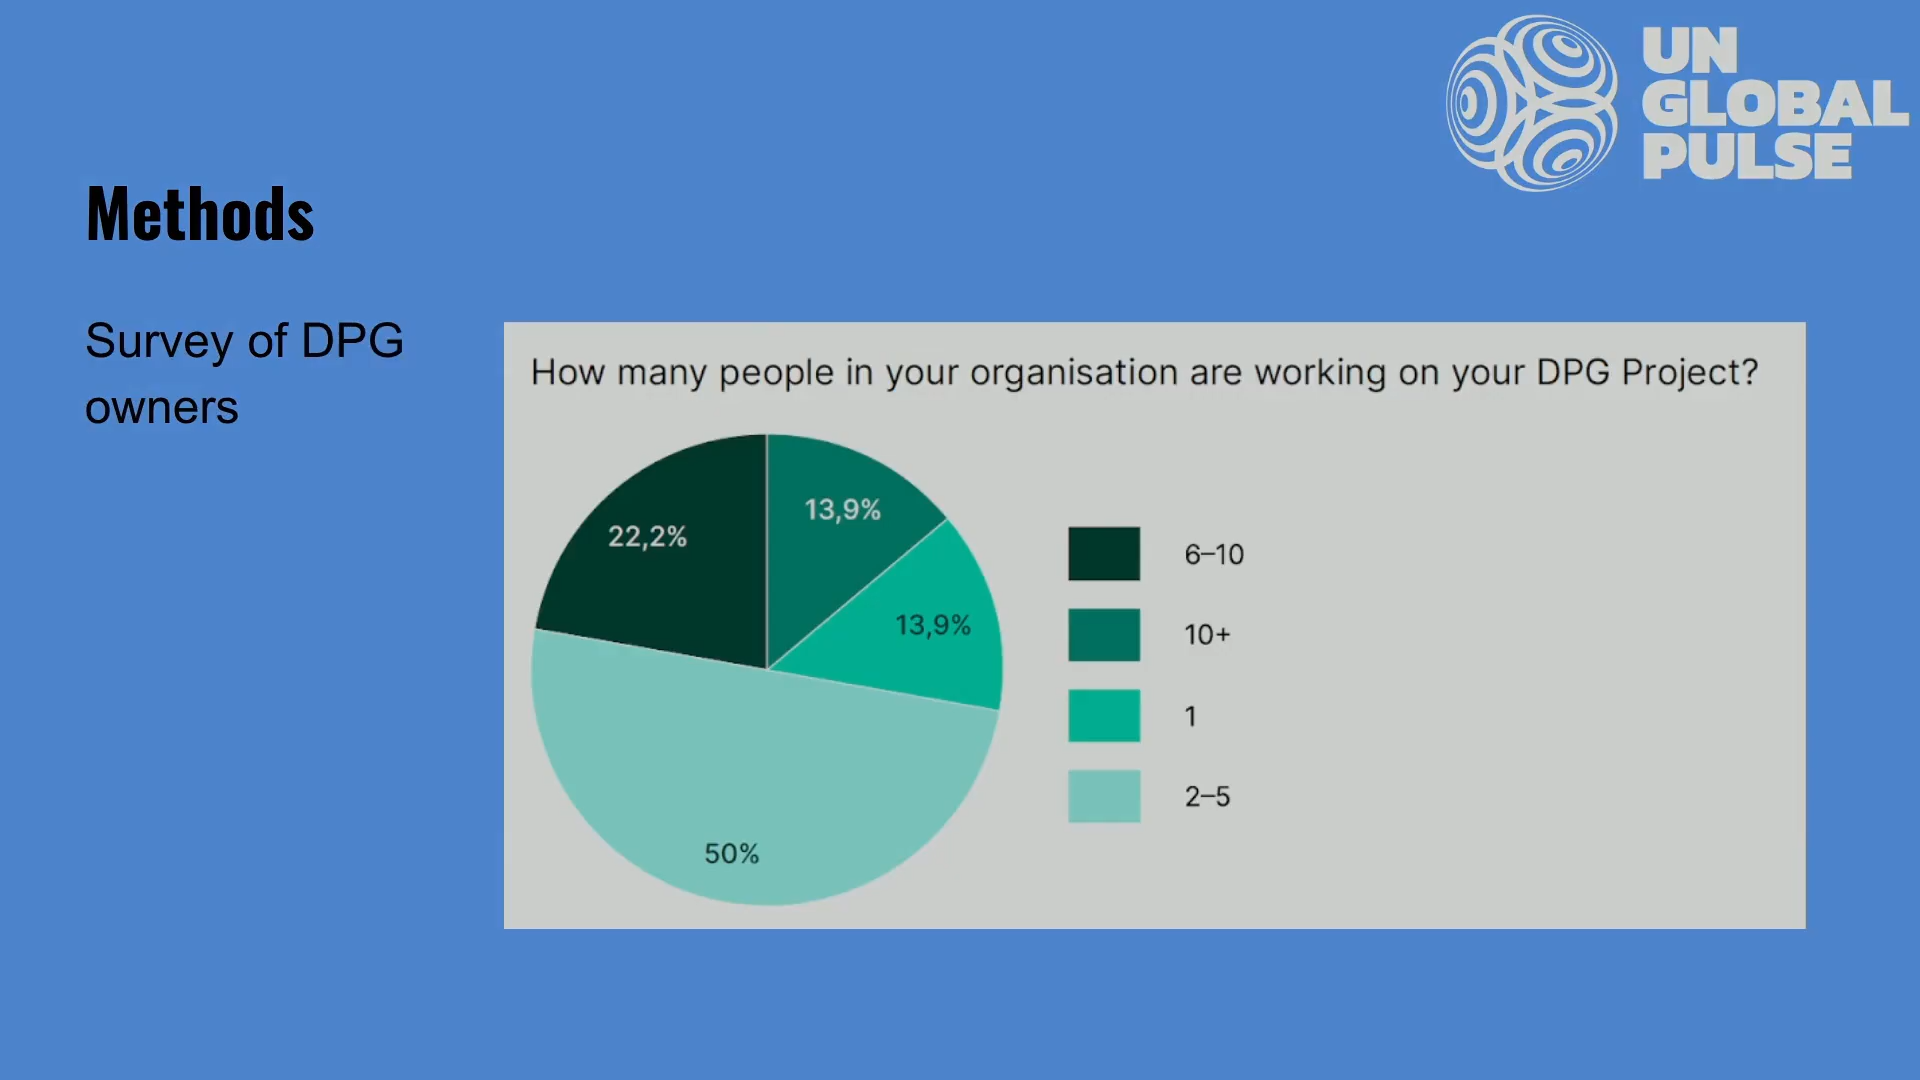 UN
GLOBAL
PULSE
Methods
Survey of DPG
owners
How many people in your organisation are working on your DPG Project?
22,2%
13,9%
13,9%
50%
6–10
10+
1
2–5